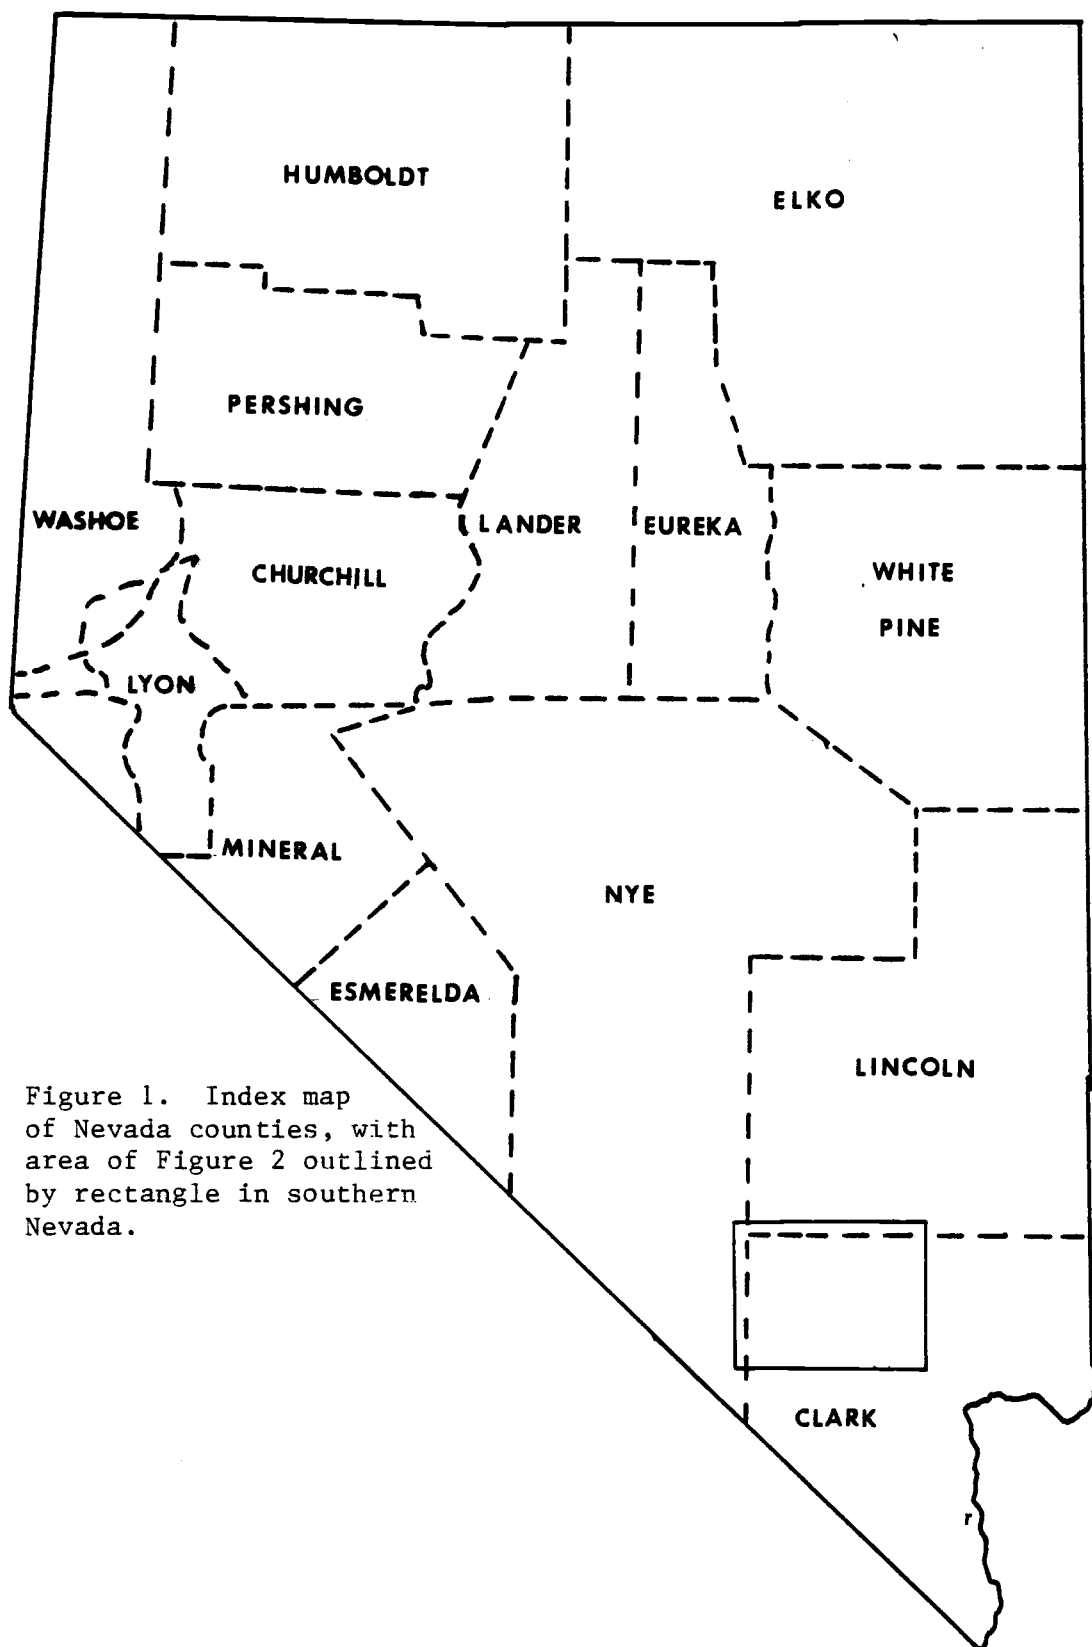 HUMBOLDT
ELKO
PERSHING
WASHOE
LANDER
EUREKA
CHURCHILL
WHITE
PINE
LYON
MINERAL
NYE
ESMERELDA
LINCOLN
Figure 1. Index map
of Nevada counties, with
area of Figure 2 outlined
by rectangle in southern
Nevada.
CLARK
r